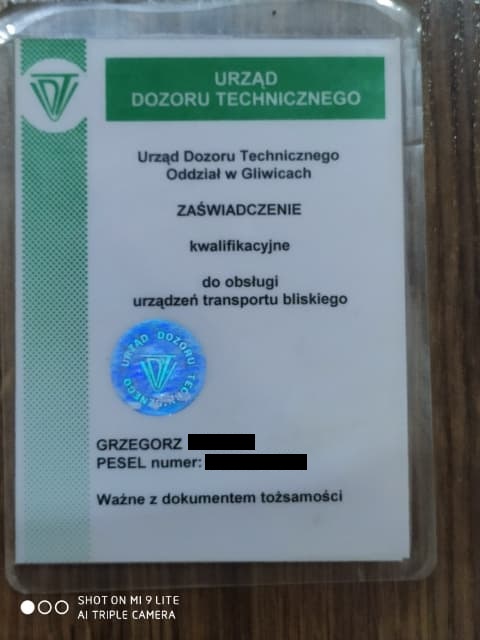 URZĄD
DOZORU TECHNICZNEGO
Urząd Dozoru Technicznego
Oddział w Gliwicach
ZAŚWIADCZENIE
kwalifikacyjne
do obsługi
urządzeń transportu bliskiego
URZĄD DOZORU TECHNICZNEGO
GRZEGORZ
PESEL numer:
Ważne z dokumentem tożsamości
SHOT ON MI 9 LITE
AI TRIPLE CAMERA